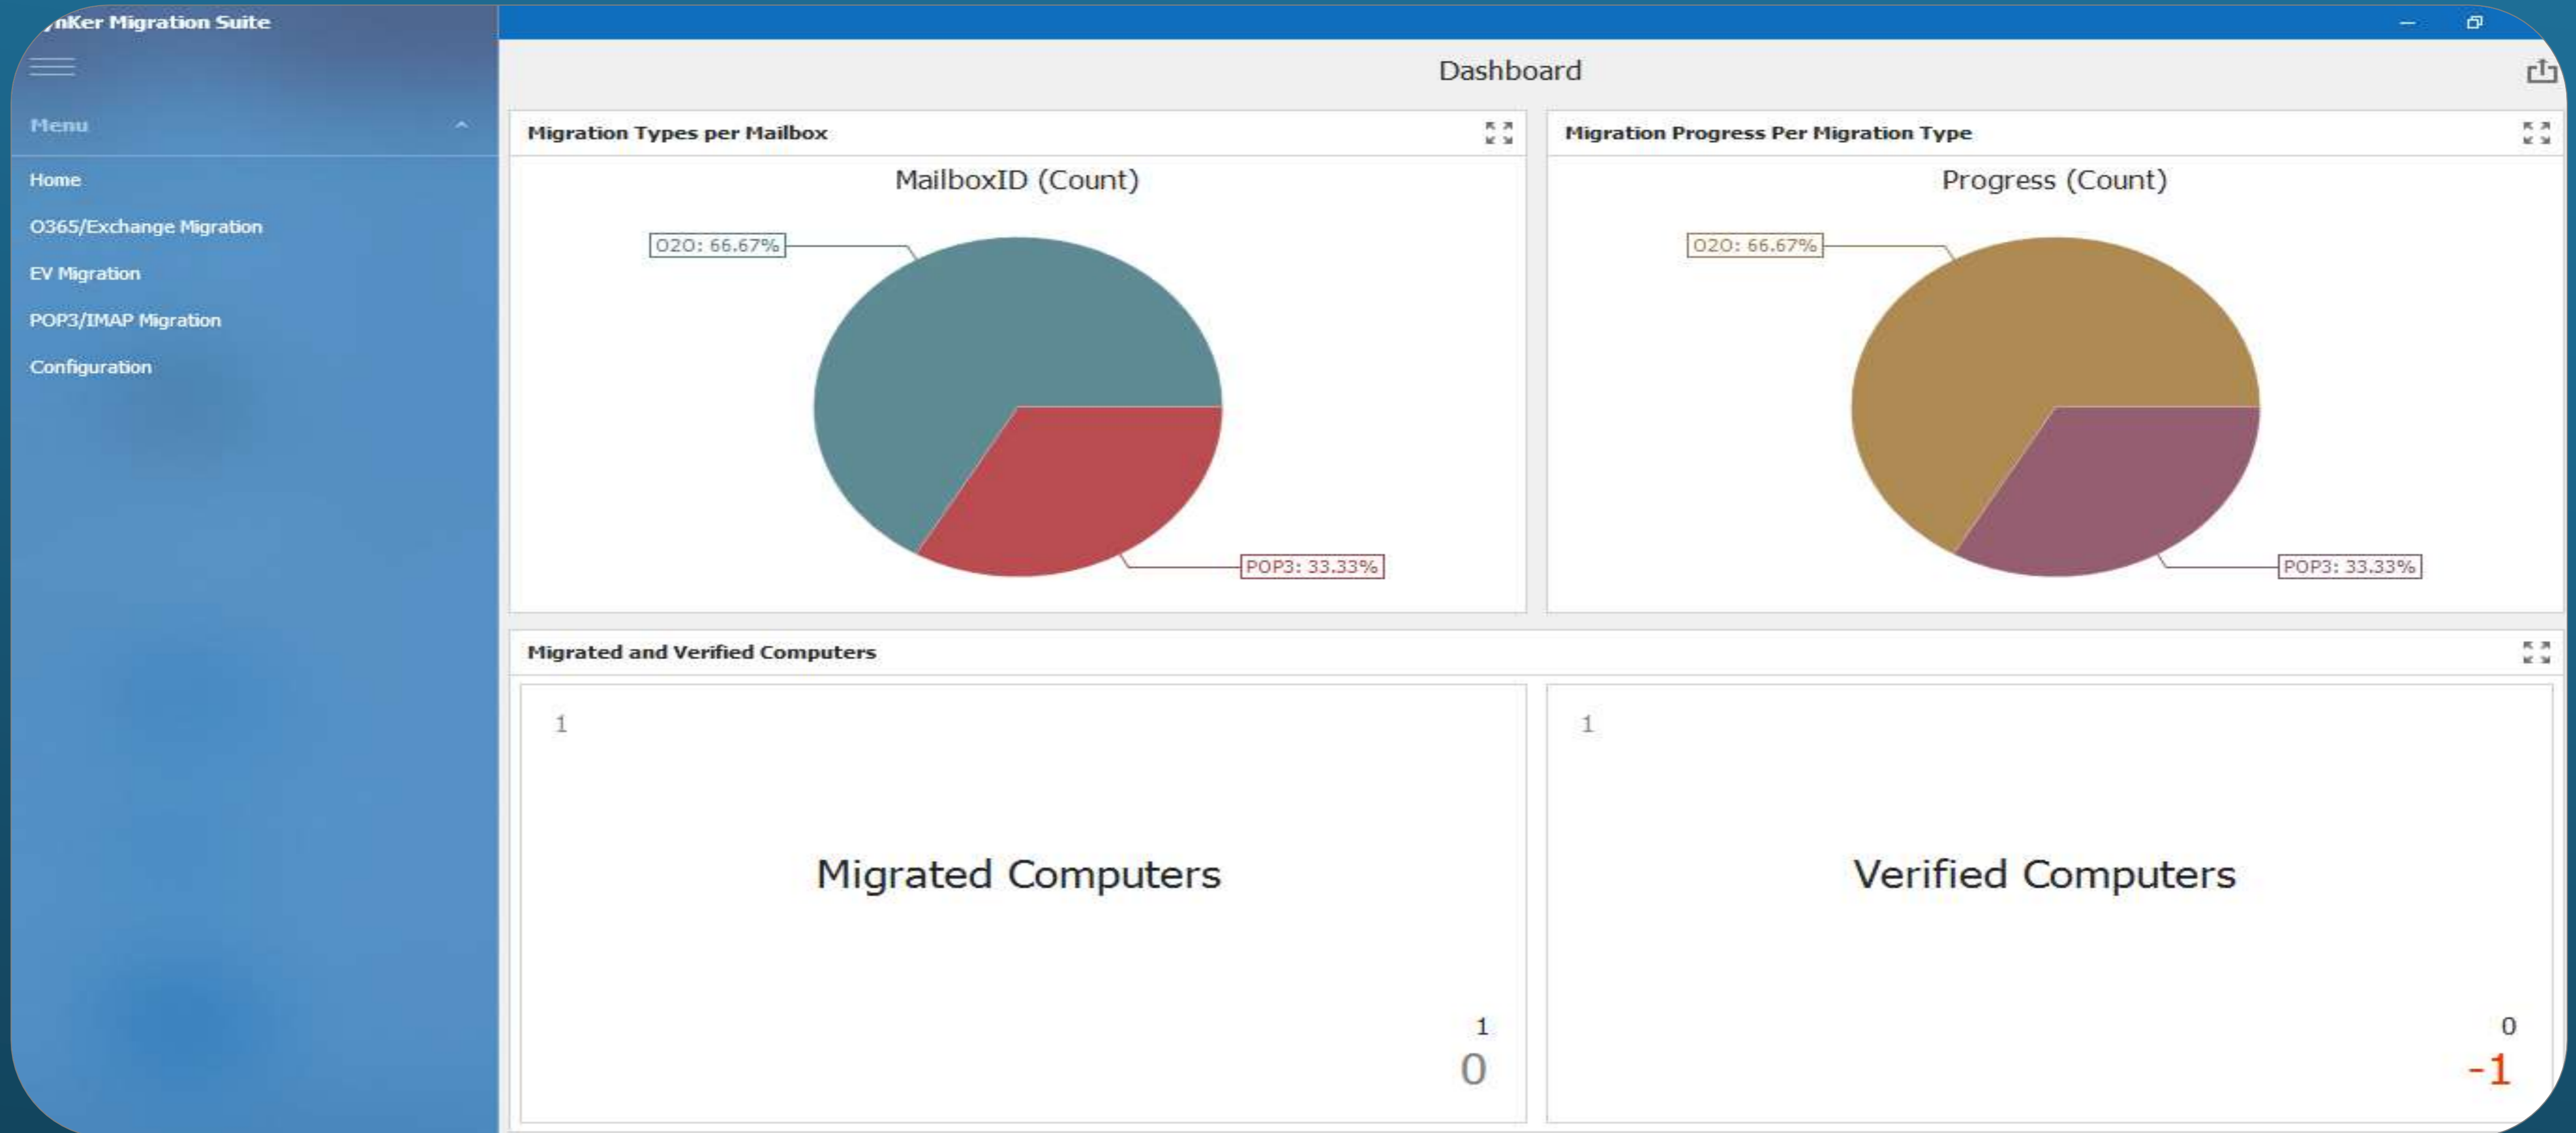 Migration Suite
Dashboard
Menu
Home
O365/Exchange Migration
EV Migration
POP3/IMAP Migration
Configuration
Migration Types per Mailbox
MailboxID (Count)
O2O: 66.67%
POP3: 33.33%
Migration Progress Per Migration Type
Progress (Count)
O2O: 66.67%
POP3: 33.33%
Migrated and Verified Computers
1
Migrated Computers
1
0
1
Verified Computers
0
-1